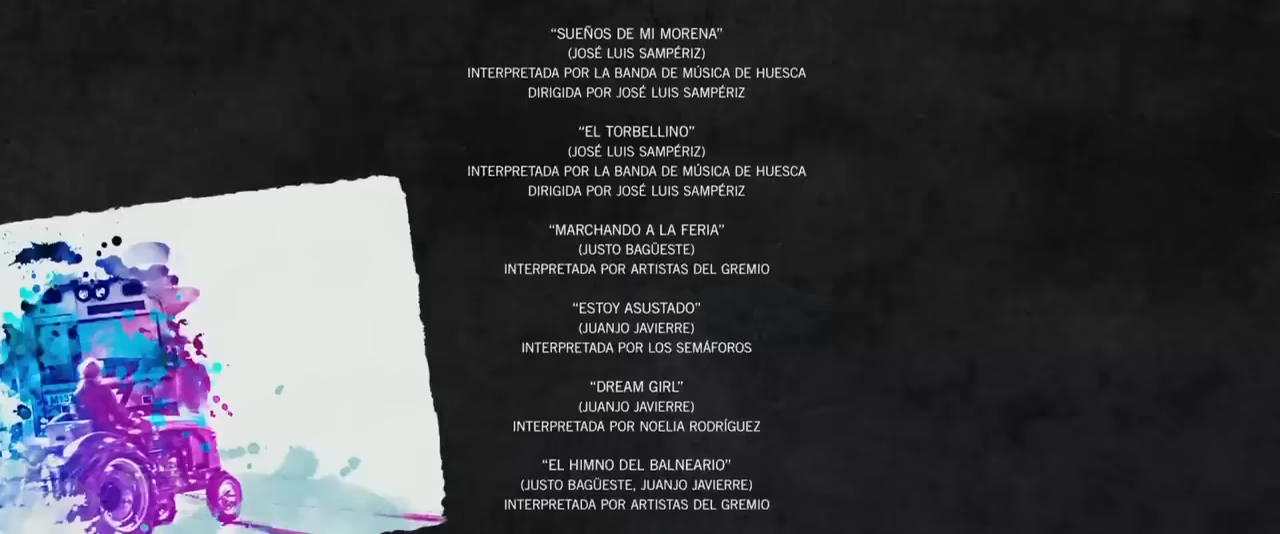 “SUEÑOS DE MI MORENA”
(JOSÉ LUIS SAMPÉRIZ)
INTERPRETADA POR LA BANDA DE MÚSICA DE HUESCA
DIRIGIDA POR JOSÉ LUIS SAMPÉRIZ
“EL TORBELLINO”
(JOSÉ LUIS SAMPÉRIZ)
INTERPRETADA POR LA BANDA DE MÚSICA DE HUESCA
DIRIGIDA POR JOSÉ LUIS SAMPÉRIZ
“MARCHANDO A LA FERIA”
(JUSTO BAGÜESTE)
INTERPRETADA POR ARTISTAS DEL GREMIO
“ESTOY ASUSTADO”
(JUANJO JAVIERRE)
INTERPRETADA POR LOS SEMÁFOROS
“DREAM GIRL”
(JUANJO JAVIERRE)
INTERPRETADA POR NOELIA RODRÍGUEZ
“EL HIMNO DEL BALNEARIO”
(JUSTO BAGÜESTE, JUANJO JAVIERRE)
INTERPRETADA POR ARTISTAS DEL GREMIO